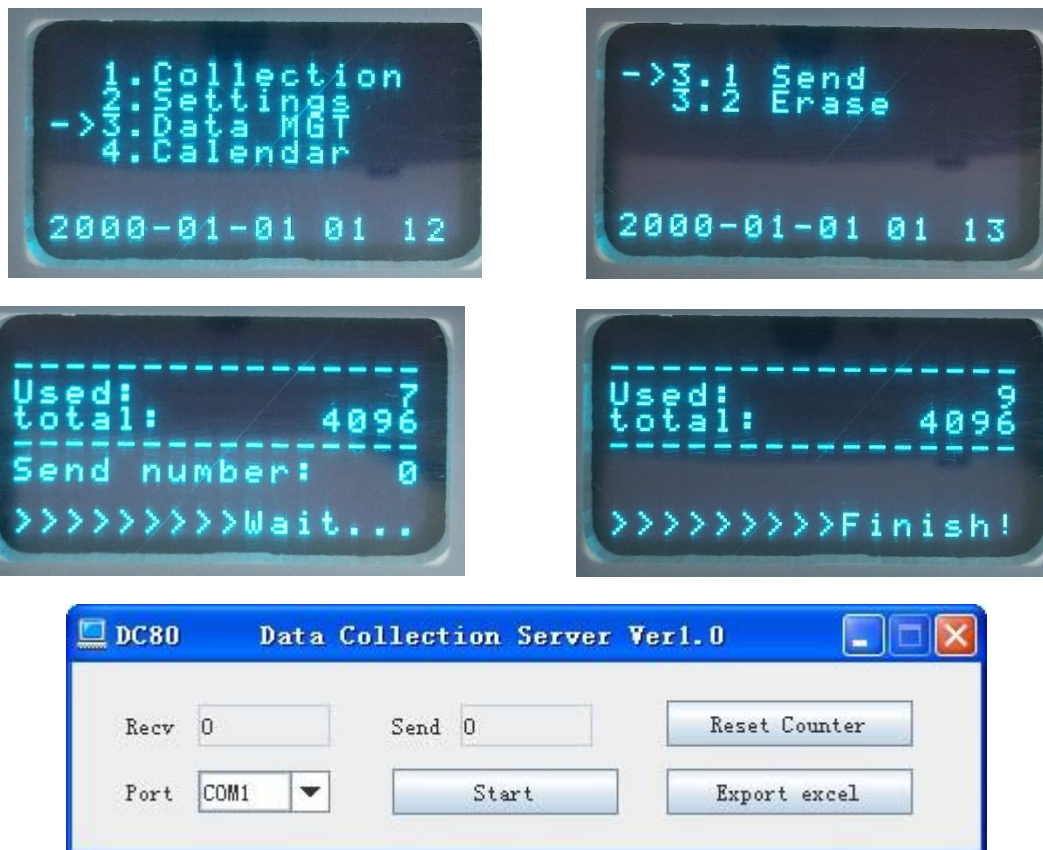 1.Collection
2.Settings
->3.Data MGT
4.Calendar
2000-01-01 01 12
->3.1 Send
3.2 Erase
2000-01-01 01 13
----------------
Used: 7
total: 4096
----------------
Send number: 0
>>>>>>>>>Wait...
----------------
Used: 9
total: 4096
----------------
>>>>>>>>>Finish!
DC80 Data Collection Server Ver1.0
Recv 0 Send 0 Reset Counter
Port COM1 Start Export excel